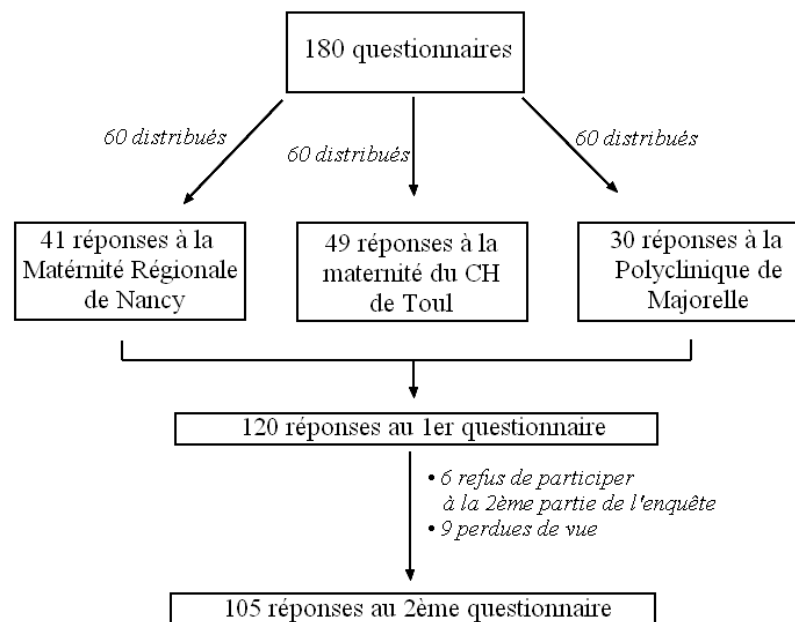 180 questionnaires
60 distribués
60 distribués
60 distribués
41 réponses à la
Matérnité Régionale
de Nancy
49 réponses à la
maternité du CH
de Toul
30 réponses à la
Polyclinique de
Majorelle
120 réponses au 1er questionnaire
• 6 refus de participer
à la 2ème partie de l'enquête
• 9 perdues de vue
105 réponses au 2ème questionnaire